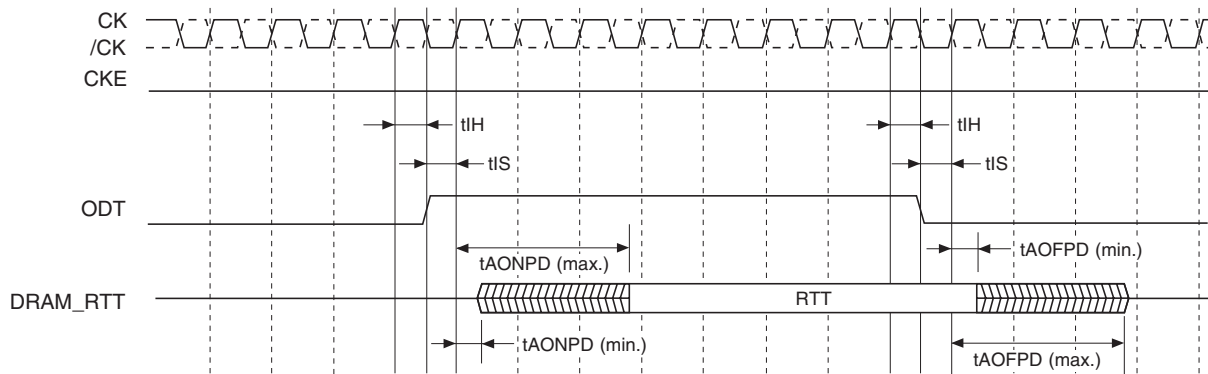 CK
/CK
CKE
tIH
tIH
tIS
tIS
ODT
tAONPD (max.)
tAOFPD (min.)
DRAM_RTT
RTT
tAONPD (min.)
tAOFPD (max.)